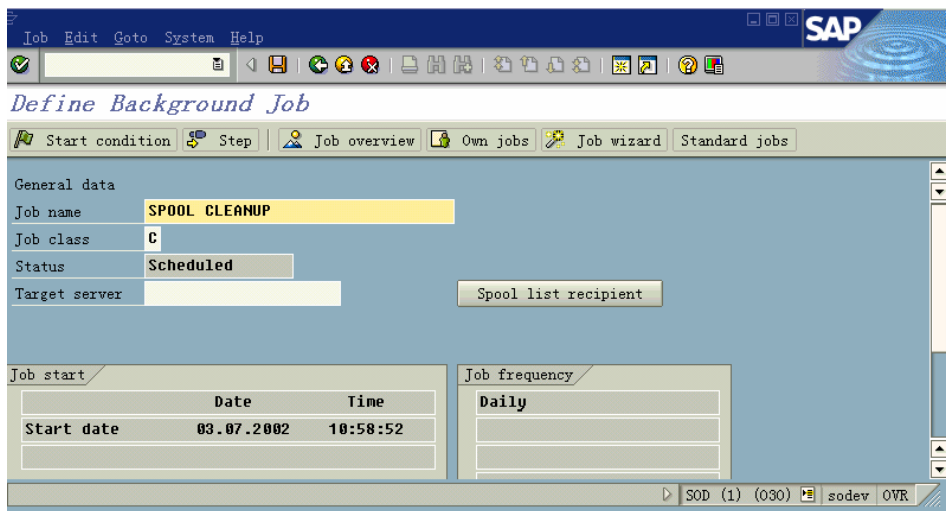 Job Edit Goto System Help
SAP
Define Background Job
Start condition Step Job overview Own jobs Job wizard Standard jobs
General data
Job name SPOOL CLEANUP
Job class C
Status Scheduled
Target server Spool list recipient
Job start Job frequency
Date Time Daily
Start date 03.07.2002 10:58:52
SOD (1) (030) sodev OVR